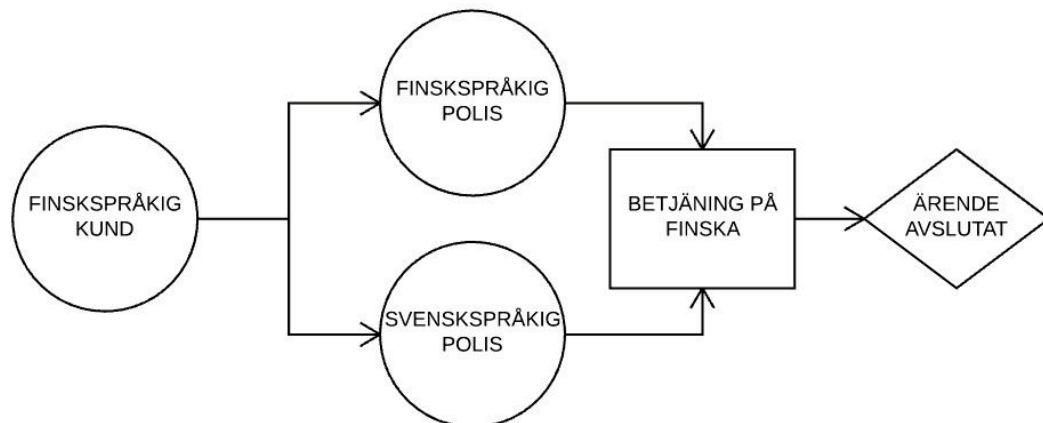 FINSKSPRÅKIG
KUND
FINSKSPRÅKIG
POLIS
SVENSKSPRÅKIG
POLIS
BETJÄNING PÅ
FINSKA
ÄRENDE
AVSLUTAT